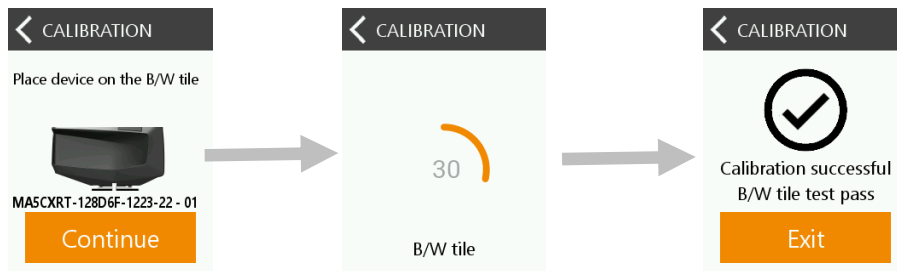 CALIBRATION
Place device on the B/W tile
MA5CXRT-128D6F-1223-22 - 01
Continue
CALIBRATION
30
B/W tile
CALIBRATION
Calibration successful
B/W tile test pass
Exit